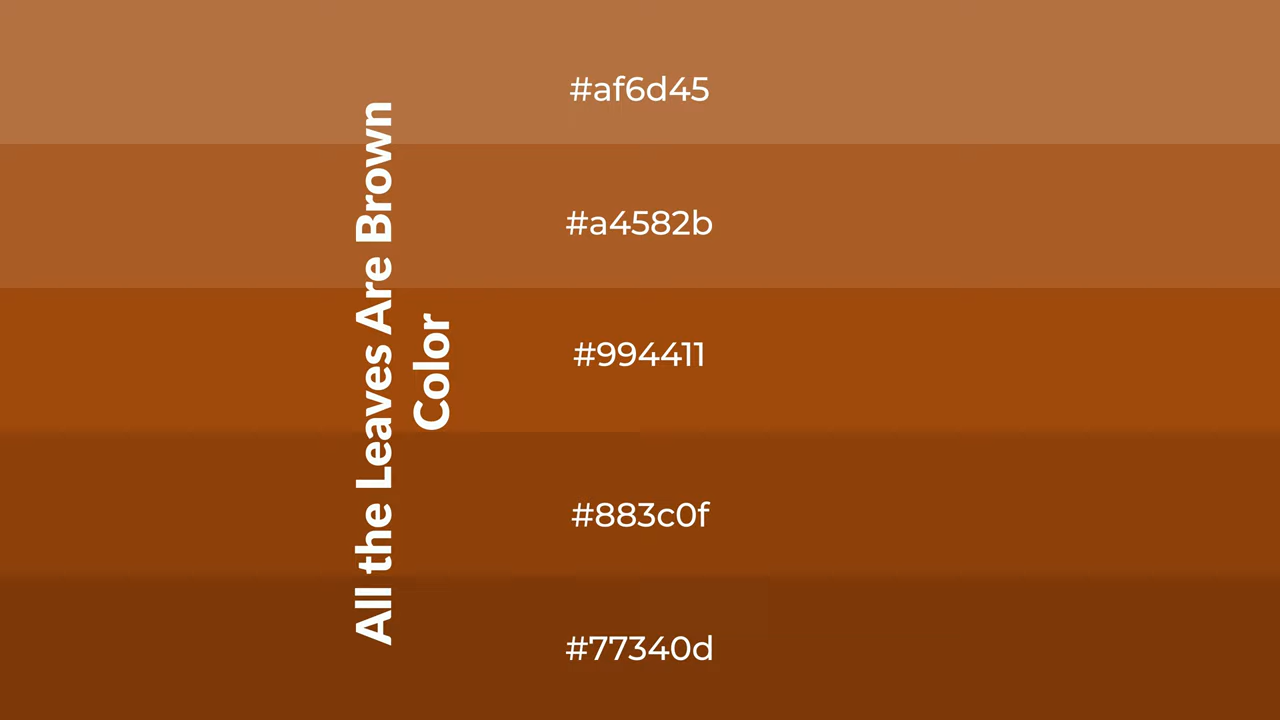 All the Leaves Are Brown
Color
#af6d45
#a4582b
#994411
#883c0f
#77340d